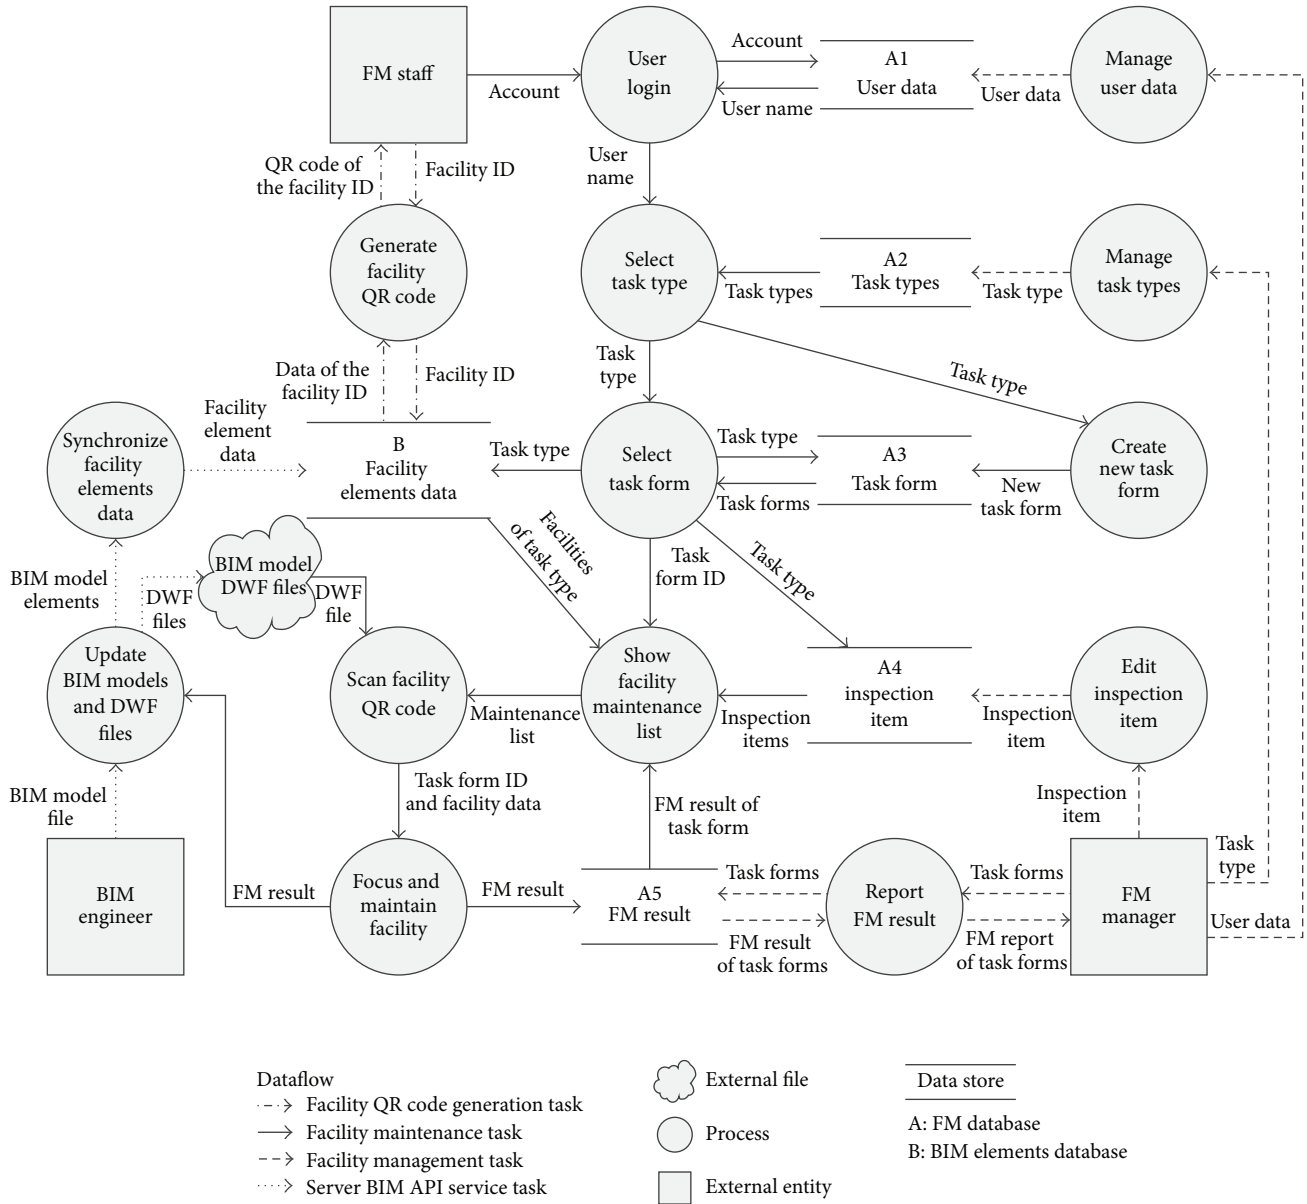 FM staff
Account
User
login
Account
User name
A1
User data
User data
Manage
user data
QR code of
the facility ID
Facility ID
User
name
Generate
facility
QR code
Select
task type
Task types
A2
Task types
Task type
Manage
task types
Data of the
facility ID
Facility ID
Task
type
Task type
Synchronize
facility
elements
data
Facility
element
data
B
Facility
elements data
Task type
Select
task form
Task type
Task forms
A3
Task form
New
task form
Create
new task
form
BIM model
elements
DWF
files
BIM model
DWF files
DWF
file
Facilities
of task type
Task
form ID
Task type
Update
BIM models
and DWF
files
Scan facility
QR code
Maintenance
list
Show
facility
maintenance
list
Inspection
items
A4
inspection
item
Inspection
item
Edit
inspection
item
BIM model
file
Task form ID
and facility data
FM result of
task form
Inspection
item
Task
type
User data
BIM
engineer
FM result
Focus and
maintain
facility
FM result
A5
FM result
Task forms
FM result
of task forms
Report
FM result
Task forms
FM report
of task forms
FM
manager
Dataflow
Facility QR code generation task
Facility maintenance task
Facility management task
Server BIM API service task
External file
Process
External entity
Data store
A: FM database
B: BIM elements database